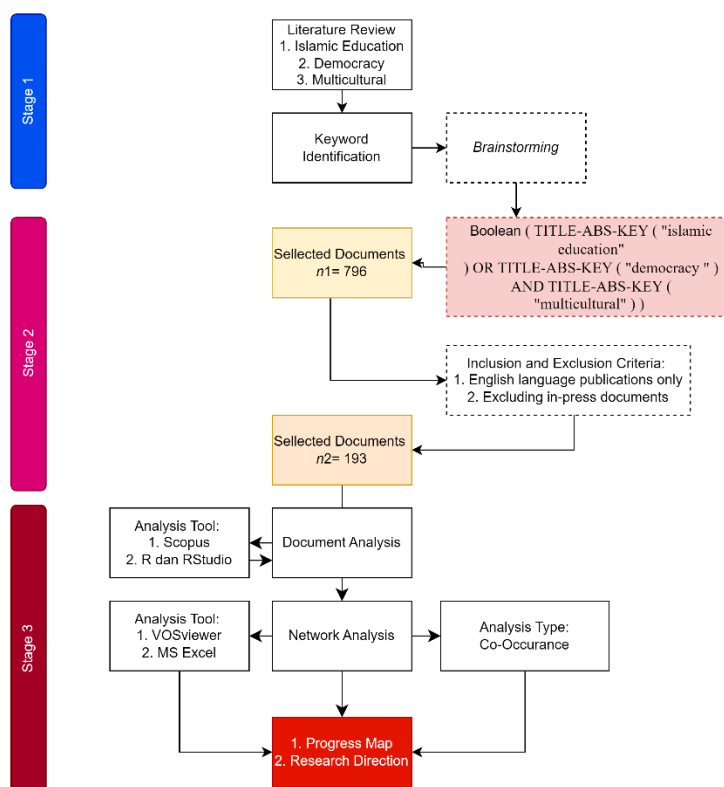 Stage 1
Literature Review
1. Islamic Education
2. Democracy
3. Multicultural
Keyword
Identification
Brainstorming
Stage 2
Boolean ( TITLE-ABS-KEY ( "islamic
education"
) OR TITLE-ABS-KEY ( "democracy " )
AND TITLE-ABS-KEY (
"multicultural" ) )
Selected Documents
n1= 796
Inclusion and Exclusion Criteria:
1. English language publications only
2. Excluding in-press documents
Sellected Documents
n2= 193
Stage 3
Analysis Tool:
1. Scopus
2. R dan RStudio
Document Analysis
Analysis Tool:
1. VOSviewer
2. MS Excel
Network Analysis
Analysis Type:
Co-Occurance
1. Progress Map
2. Research Direction